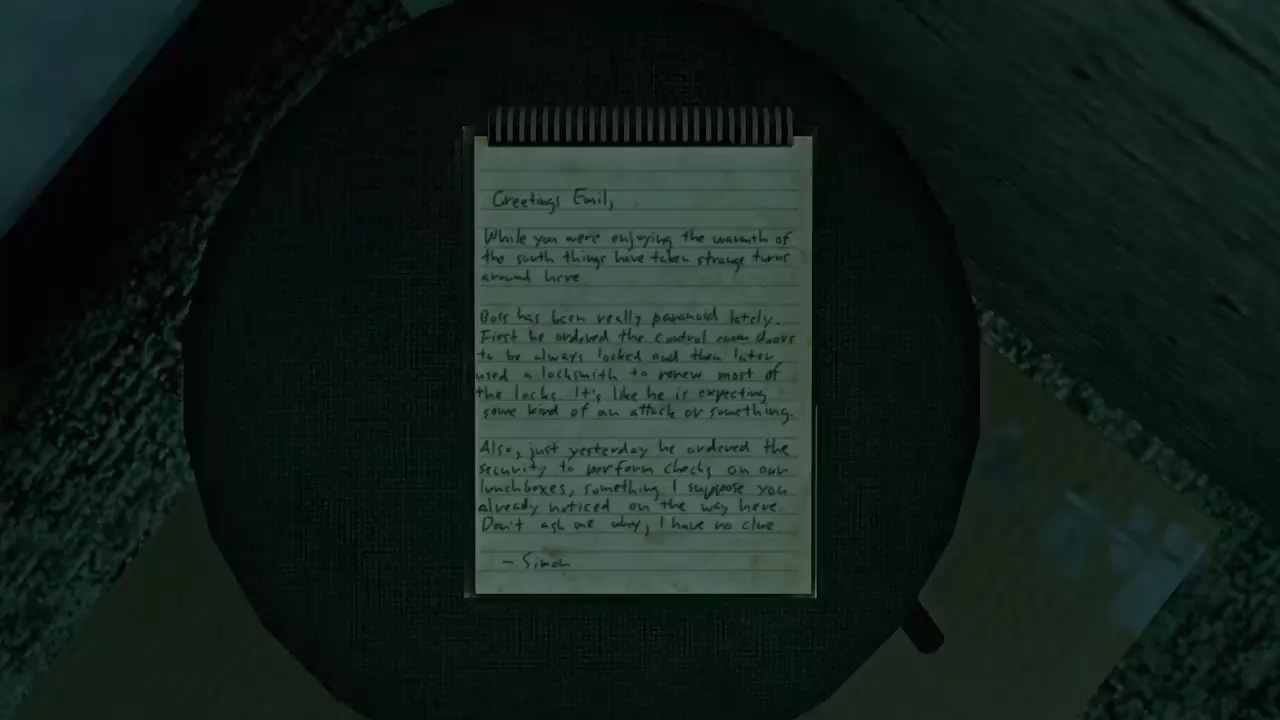 Greetings Emil,
While you were enjoying the warmth of
the south things have taken strange turns
around here
Boss has been really paranoid lately.
First he ordered the control room doors
to be always locked and then later
used a locksmith to renew most of
the locks. It's like he is expecting
some kind of an attack or something.
Also, just yesterday he ordered the
security to perform checks on our
lunchboxes, something I suppose you
already noticed on the way here.
Don't ask me why, I have no clue.
- Simon